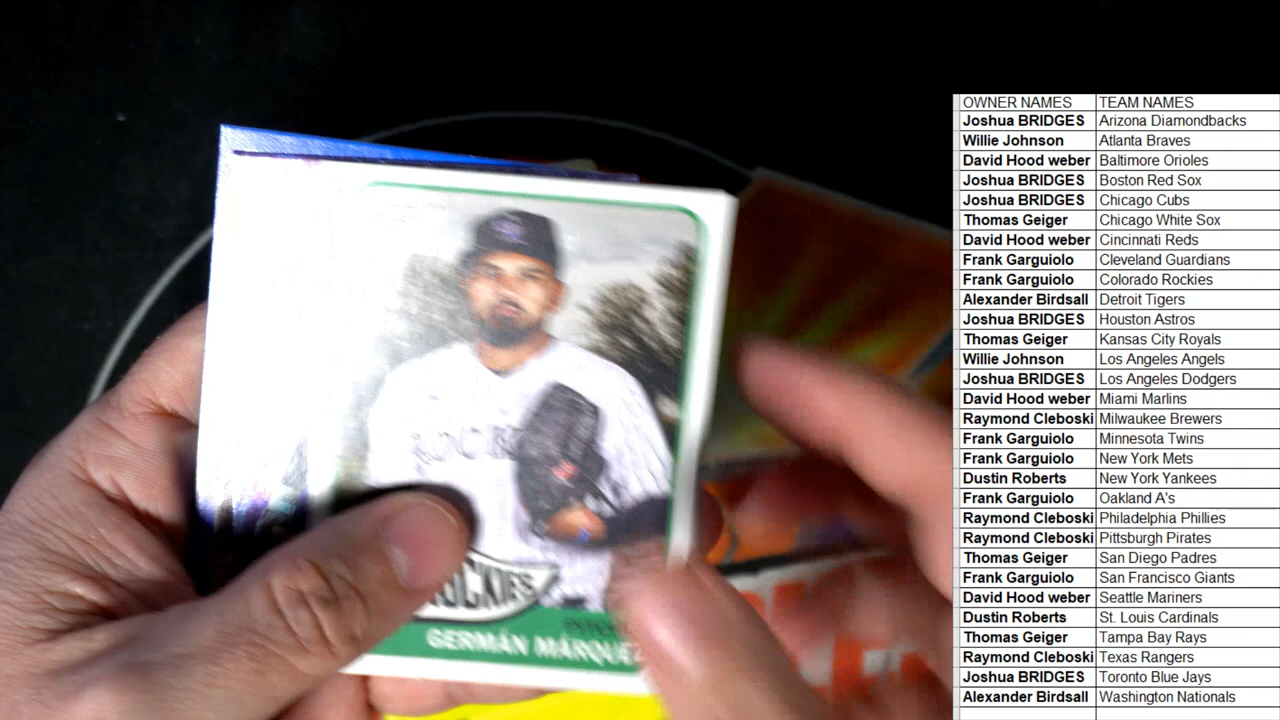 OWNER NAMES TEAM NAMES
Joshua BRIDGES Arizona Diamondbacks
Willie Johnson Atlanta Braves
David Hood weber Baltimore Orioles
Joshua BRIDGES Boston Red Sox
Joshua BRIDGES Chicago Cubs
Thomas Geiger Chicago White Sox
David Hood weber Cincinnati Reds
Frank Garguiolo Cleveland Guardians
Frank Garguiolo Colorado Rockies
Alexander Birdsall Detroit Tigers
Joshua BRIDGES Houston Astros
Thomas Geiger Kansas City Royals
Willie Johnson Los Angeles Angels
Joshua BRIDGES Los Angeles Dodgers
David Hood weber Miami Marlins
Raymond Cleboski Milwaukee Brewers
Frank Garguiolo Minnesota Twins
Frank Garguiolo New York Mets
Dustin Roberts New York Yankees
Frank Garguiolo Oakland A's
Raymond Cleboski Philadelphia Phillies
Raymond Cleboski Pittsburgh Pirates
Thomas Geiger San Diego Padres
Frank Garguiolo San Francisco Giants
David Hood weber Seattle Mariners
Dustin Roberts St. Louis Cardinals
Thomas Geiger Tampa Bay Rays
Raymond Cleboski Texas Rangers
Joshua BRIDGES Toronto Blue Jays
Alexander Birdsall Washington Nationals
GERMÁN MÁRQUE